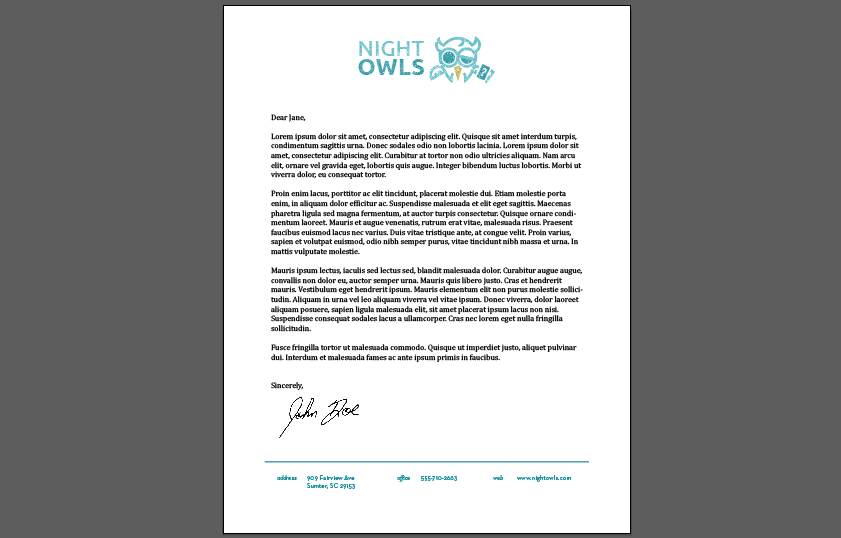 NIGHT
OWLS
Dear Jane,
Lorem ipsum dolor sit amet, consectetur adipiscing elit. Quisque sit amet interdum turpis,
condimentum sagittis urna. Donec sodales odio non lobortis lacinia. Lorem ipsum dolor sit
amet, consectetur adipiscing elit. Curabitur at tortor non odio ultricies aliquam. Nam arcu
elit, ornare vel gravida eget, lobortis quis augue. Integer bibendum luctus lobortis. Morbi ut
viverra dolor, eu consequat tortor.
Proin enim lacus, porttitor ac elit tincidunt, placerat molestie dui. Etiam molestie porta
enim, in aliquam dolor efficitur ac. Suspendisse malesuada et elit eget sagittis. Maecenas
pharetra ligula sed magna fermentum, at auctor turpis consectetur. Quisque ornare condi-
mentum laoreet. Mauris et augue venenatis, rutrum erat vitae, malesuada risus. Praesent
faucibus euismod lacus nec varius. Duis vitae tristique ante, at congue velit. Proin varius,
sapien et volutpat euismod, odio nibh semper purus, vitae tincidunt nibh massa et urna. In
mattis vulputate molestie.
Mauris ipsum lectus, iaculis sed lectus sed, blandit malesuada dolor. Curabitur augue augue,
convallis non dolor eu, auctor semper urna. Mauris quis libero justo. Cras et hendrerit
mauris. Vestibulum eget hendrerit ipsum. Mauris elementum elit non purus molestie sollici-
tudin. Aliquam in urna vel leo aliquam viverra vel vitae ipsum. Donec viverra, dolor laoreet
aliquam posuere, sapien ligula malesuada elit, sit amet placerat ipsum lacus non nisi.
Suspendisse consequat sodales lacus a ullamcorper. Cras nec lorem eget nulla fringilla
sollicitudin.
Fusce fringilla tortor ut malesuada commodo. Quisque ut imperdiet justo, aliquet pulvinar
dui. Interdum et malesuada fames ac ante ipsum primis in faucibus.
Sincerely,
John Doe
address 909 Fairview Ave office 555-710-2883 web www.nightowls.com
Sumter, SC 29153